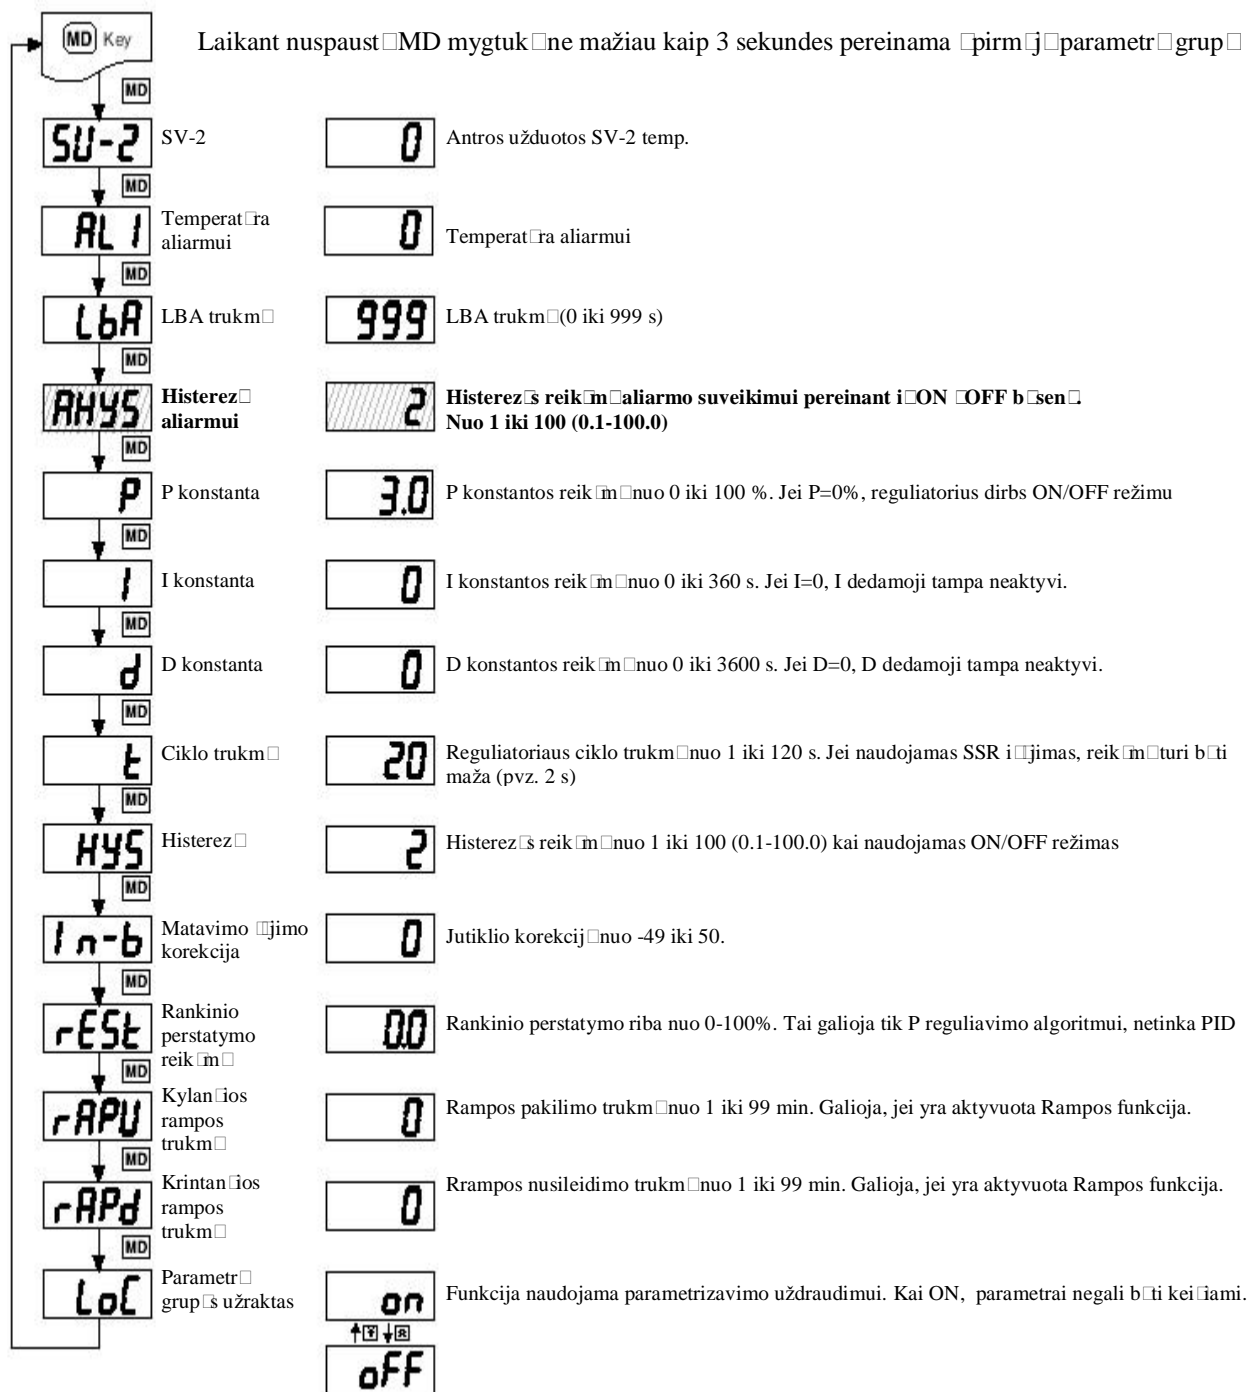 MD Key
Laikant nuspaust□ MD mygtuk□ ne mažiau kaip 3 sekundes pereinama □ pirm□j□ parametr□ grup□
MD
SU-2
SV-2
0
Antros užduotos SV-2 temp.
MD
AL1
Temperat□ra
aliarmui
0
Temperat□ra aliarmui
MD
LbA
LBA trukm□
999
LBA trukm□ (0 iki 999 s)
MD
AHYS
Histerez□
aliarmui
2
Histerez□s reik□m□ aliarmo suveikimui pereinant i□ ON □ OFF b□sen□.
Nuo 1 iki 100 (0.1-100.0)
MD
P
P konstanta
3.0
P konstantos reik□m□ nuo 0 iki 100 %. Jei P=0%, reguliatorius dirbs ON/OFF režimu
MD
I
I konstanta
0
I konstantos reik□m□ nuo 0 iki 360 s. Jei I=0, I dedamoji tampa neaktyvi.
MD
d
D konstanta
0
D konstantos reik□m□ nuo 0 iki 3600 s. Jei D=0, D dedamoji tampa neaktyvi.
MD
t
Ciklo trukm□
20
Reguliatoriaus ciklo trukm□ nuo 1 iki 120 s. Jei naudojamas SSR i□□jimas, reik□m□ turi b□ti
maža (pvz. 2 s)
MD
HYS
Histerez□
2
Histerez□s reik□m□ nuo 1 iki 100 (0.1-100.0) kai naudojamas ON/OFF režimas
MD
In-b
Matavimo □□jimo
korekcija
0
Jutiklio korekcij□ nuo -49 iki 50.
MD
rESt
Rankinio
perstatymo
reik□m□
0.0
Rankinio perstatymo riba nuo 0-100%. Tai galioja tik P reguliavimo algoritmui, netinka PID
MD
rAPU
Kylan□ios
rampos
trukm□
0
Rampos pakilimo trukm□ nuo 1 iki 99 min. Galioja, jei yra aktyvuota Rampos funkcija.
MD
rAPd
Krintan□ios
rampos
trukm□
0
Rrampos nusileidimo trukm□ nuo 1 iki 99 min. Galioja, jei yra aktyvuota Rampos funkcija.
MD
LoC
Parametr□
grup□s užraktas
on
Funkcija naudojama parametrizavimo uždraudimui. Kai ON, parametrai negali b□ti kei□iami.
oFF